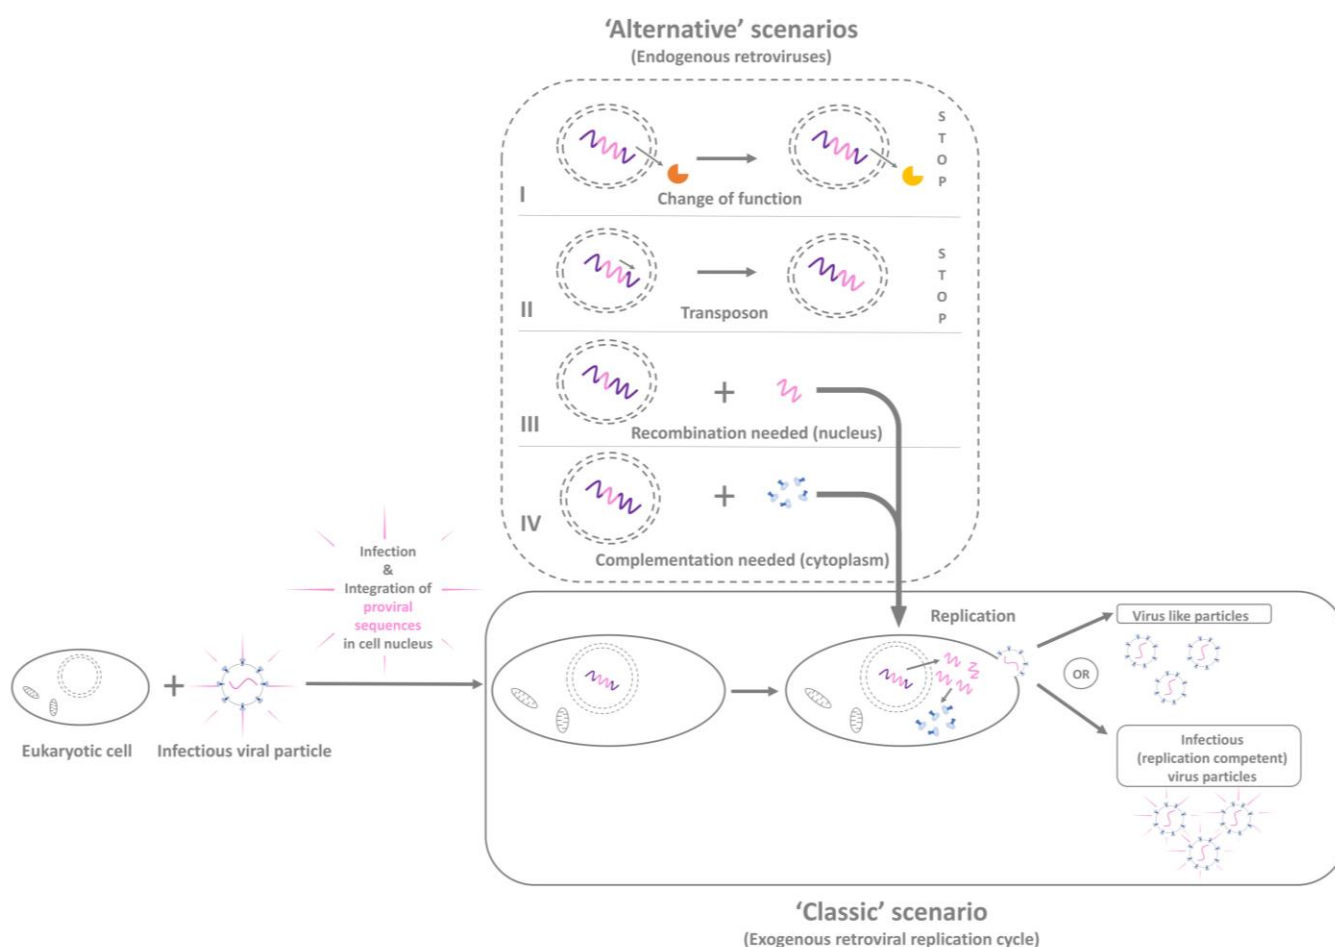 ‘Alternative’ scenarios
(Endogenous retroviruses)
S
T
O
P
I
Change of function
S
T
O
P
II
Transposon
III
Recombination needed (nucleus)
IV
Complementation needed (cytoplasm)
Infection
&
Integration of
proviral
sequences
in cell nucleus
Replication
Virus like particles
OR
Eukaryotic cell
Infectious viral particle
Infectious
(replication competent)
virus particles
‘Classic’ scenario
(Exogenous retroviral replication cycle)